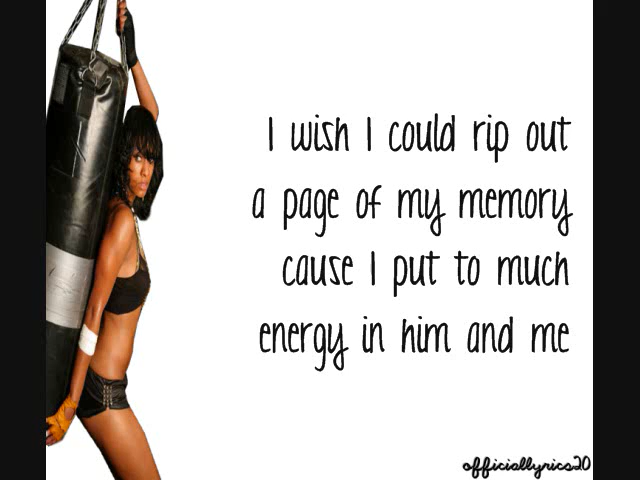 I wish I could rip out
a page of my memory
cause I put to much
energy in him and me
officiallyrics20